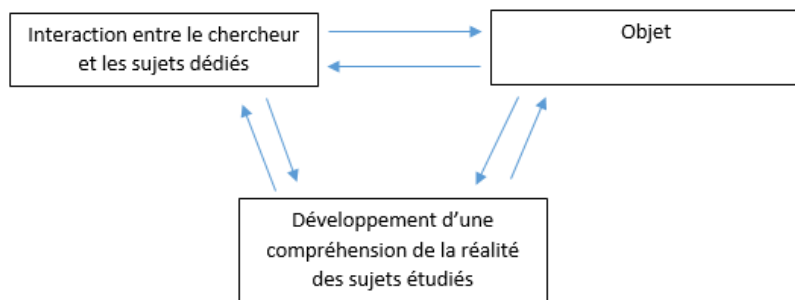 Interaction entre le chercheur
et les sujets dédiés
Objet
Développement d’une
compréhension de la réalité
des sujets étudiés